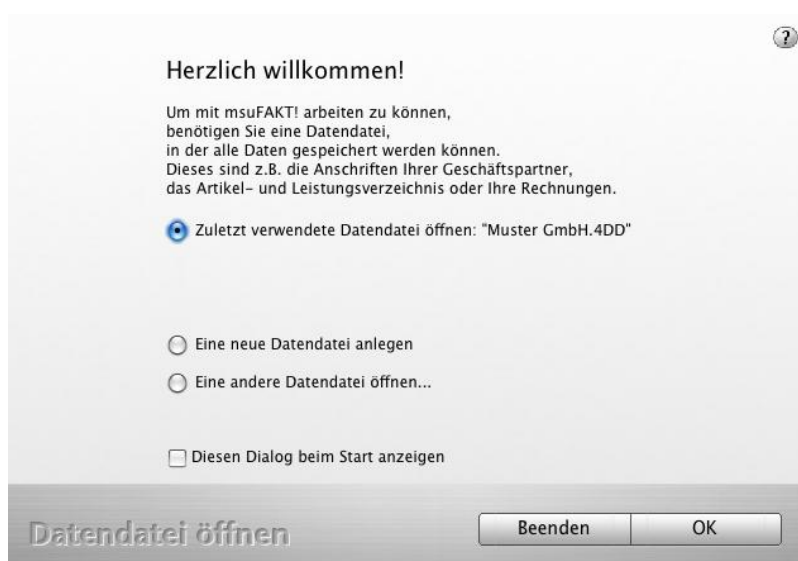 ?
Herzlich willkommen!
Um mit msuFAKT! arbeiten zu können,
benötigen Sie eine Datendatei,
in der alle Daten gespeichert werden können.
Dieses sind z.B. die Anschriften Ihrer Geschäftspartner,
das Artikel- und Leistungsverzeichnis oder Ihre Rechnungen.
Zuletzt verwendete Datendatei öffnen: "Muster GmbH.4DD"
Eine neue Datendatei anlegen
Eine andere Datendatei öffnen...
Diesen Dialog beim Start anzeigen
Datendatei öffnen
Beenden
OK